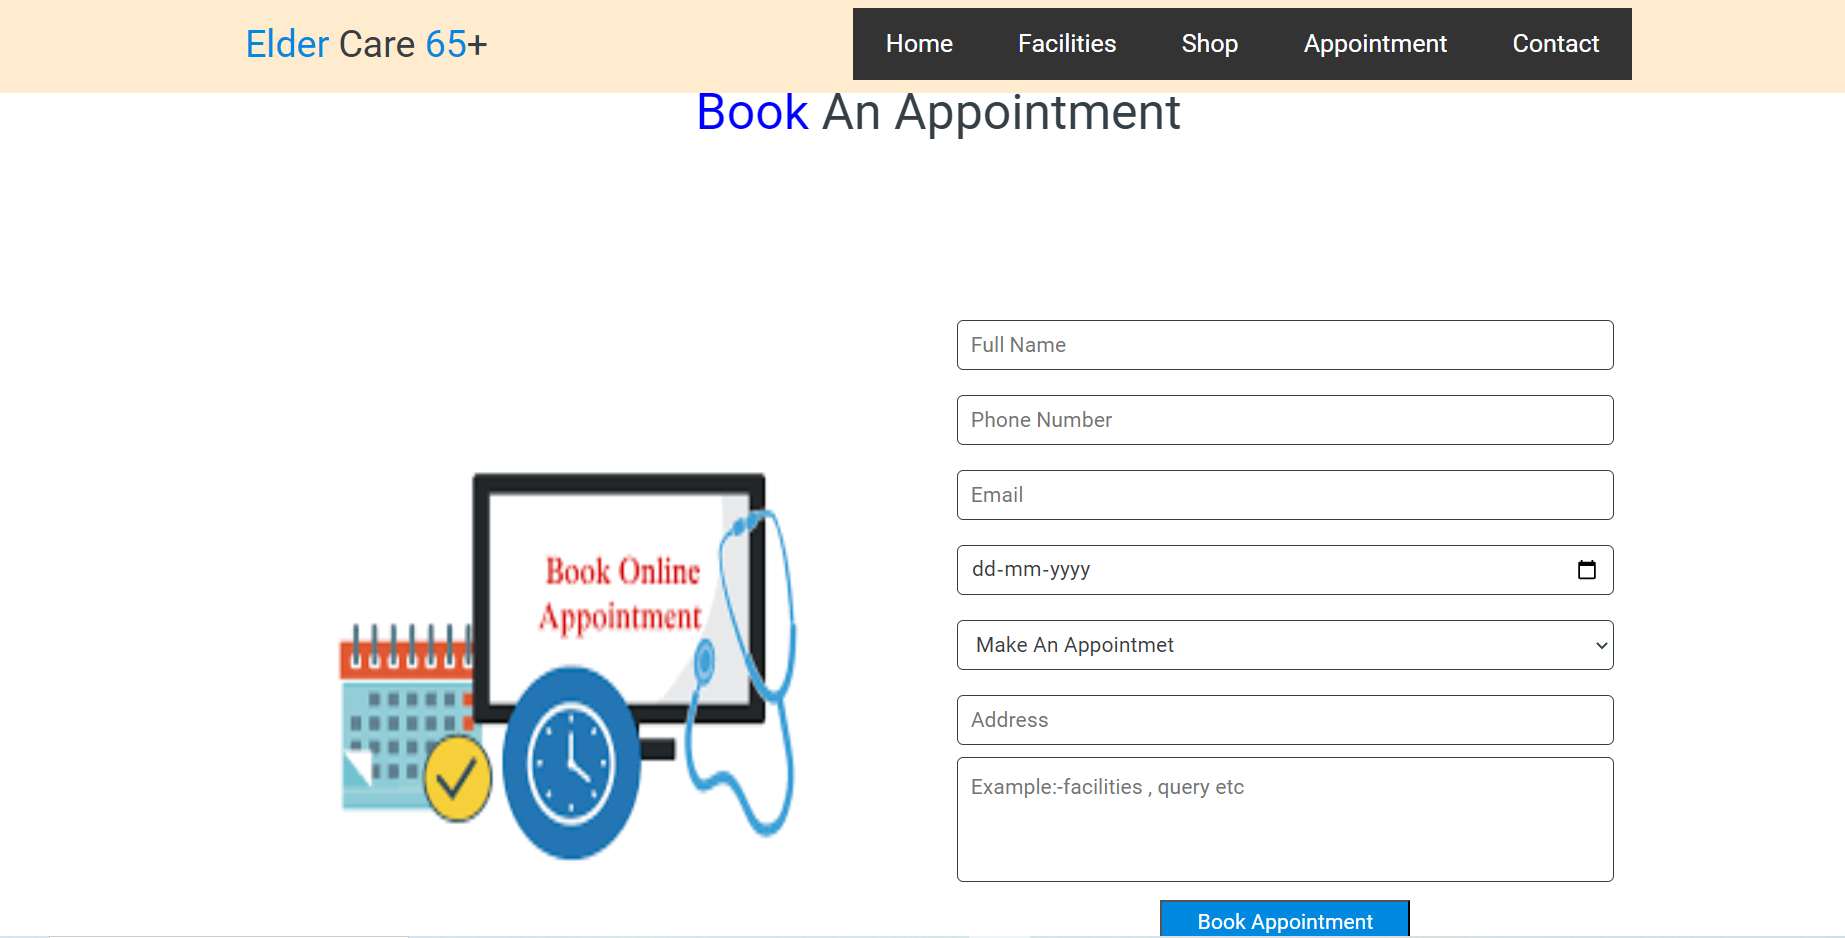 Elder Care 65+
Home Facilities Shop Appointment Contact
Book An Appointment
Book Online
Appointment
Full Name
Phone Number
Email
dd-mm-yyyy
Make An Appointmet
Address
Example:-facilities , query etc
Book Appointment